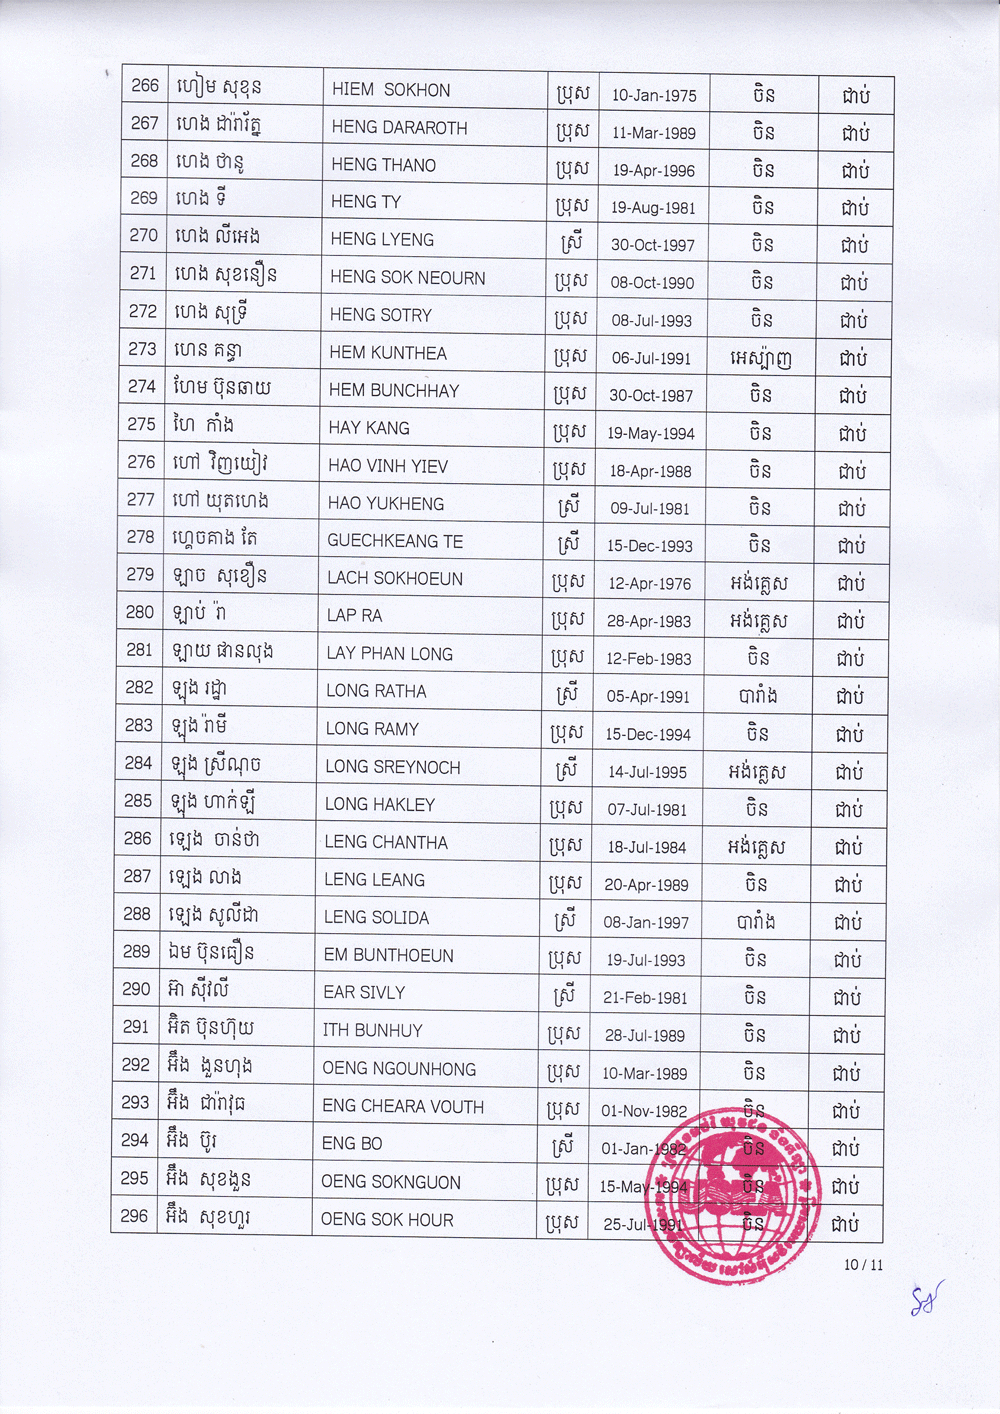 266 ហៀម សុខុន HIEM SOKHON ប្រុស 10-Jan-1975 ចិន ជាប់
267 ហេង ដារ៉ារ័ត្ន HENG DARAROTH ប្រុស 11-Mar-1989 ចិន ជាប់
268 ហេង ថានូ HENG THANO ប្រុស 19-Apr-1996 ចិន ជាប់
269 ហេង ទី HENG TY ប្រុស 19-Aug-1981 ចិន ជាប់
270 ហេង លីអេង HENG LYENG ស្រី 30-Oct-1997 ចិន ជាប់
271 ហេង សុខនឿន HENG SOK NEOURN ប្រុស 08-Oct-1990 ចិន ជាប់
272 ហេង សុទ្រី HENG SOTRY ប្រុស 08-Jul-1993 ចិន ជាប់
273 ហេន គន្ធា HEM KUNTHEA ប្រុស 06-Jul-1991 អេស្ប៉ាញ ជាប់
274 ហែម ប៊ុនឆាយ HEM BUNCHHAY ប្រុស 30-Oct-1987 ចិន ជាប់
275 ហៃ កាំង HAY KANG ប្រុស 19-May-1994 ចិន ជាប់
276 ហៅ វិញយៀវ HAO VINH YIEV ប្រុស 18-Apr-1988 ចិន ជាប់
277 ហៅ យុតហេង HAO YUKHENG ស្រី 09-Jul-1981 ចិន ជាប់
278 ហ្គេចគាង តែ GUECHKEANG TE ស្រី 15-Dec-1993 ចិន ជាប់
279 ឡាច សុខឿន LACH SOKHOEUN ប្រុស 12-Apr-1976 អង់គ្លេស ជាប់
280 ឡាប់ រ៉ា LAP RA ប្រុស 28-Apr-1983 អង់គ្លេស ជាប់
281 ឡាយ ផានលុង LAY PHAN LONG ប្រុស 12-Feb-1983 ចិន ជាប់
282 ឡុង រដ្ឋា LONG RATHA ស្រី 05-Apr-1991 បារាំង ជាប់
283 ឡុង រ៉ាមី LONG RAMY ប្រុស 15-Dec-1994 ចិន ជាប់
284 ឡុង ស្រីណុច LONG SREYNOCH ស្រី 14-Jul-1995 អង់គ្លេស ជាប់
285 ឡុង ហាក់ឡី LONG HAKLEY ប្រុស 07-Jul-1981 ចិន ជាប់
286 ឡេង ចាន់ថា LENG CHANTHA ប្រុស 18-Jul-1984 អង់គ្លេស ជាប់
287 ឡេង លាង LENG LEANG ប្រុស 20-Apr-1989 ចិន ជាប់
288 ឡេង សូលីដា LENG SOLIDA ស្រី 08-Jan-1997 បារាំង ជាប់
289 ឯម ប៊ុនធឿន EM BUNTHOEUN ប្រុស 19-Jul-1993 ចិន ជាប់
290 អ៊ា ស៊ីវលី EAR SIVLY ស្រី 21-Feb-1981 ចិន ជាប់
291 អ៊ិត ប៊ុនហ៊ុយ ITH BUNHUY ប្រុស 28-Jul-1989 ចិន ជាប់
292 អ៊ឹង ងួនហុង OENG NGOUNHONG ប្រុស 10-Mar-1989 ចិន ជាប់
293 អ៊ឹង ជារ៉ាវុធ ENG CHEARA VOUTH ប្រុស 01-Nov-1982 ចិន ជាប់
294 អ៊ឹង ប៊ូរ ENG BO ស្រី 01-Jan-1982 ចិន ជាប់
295 អ៊ឹង សុខងួន OENG SOKNGUON ប្រុស 15-May-1994 ចិន ជាប់
296 អ៊ឹង សុខហួរ OENG SOK HOUR ប្រុស 25-Jul-1991 ចិន ជាប់
10 / 11